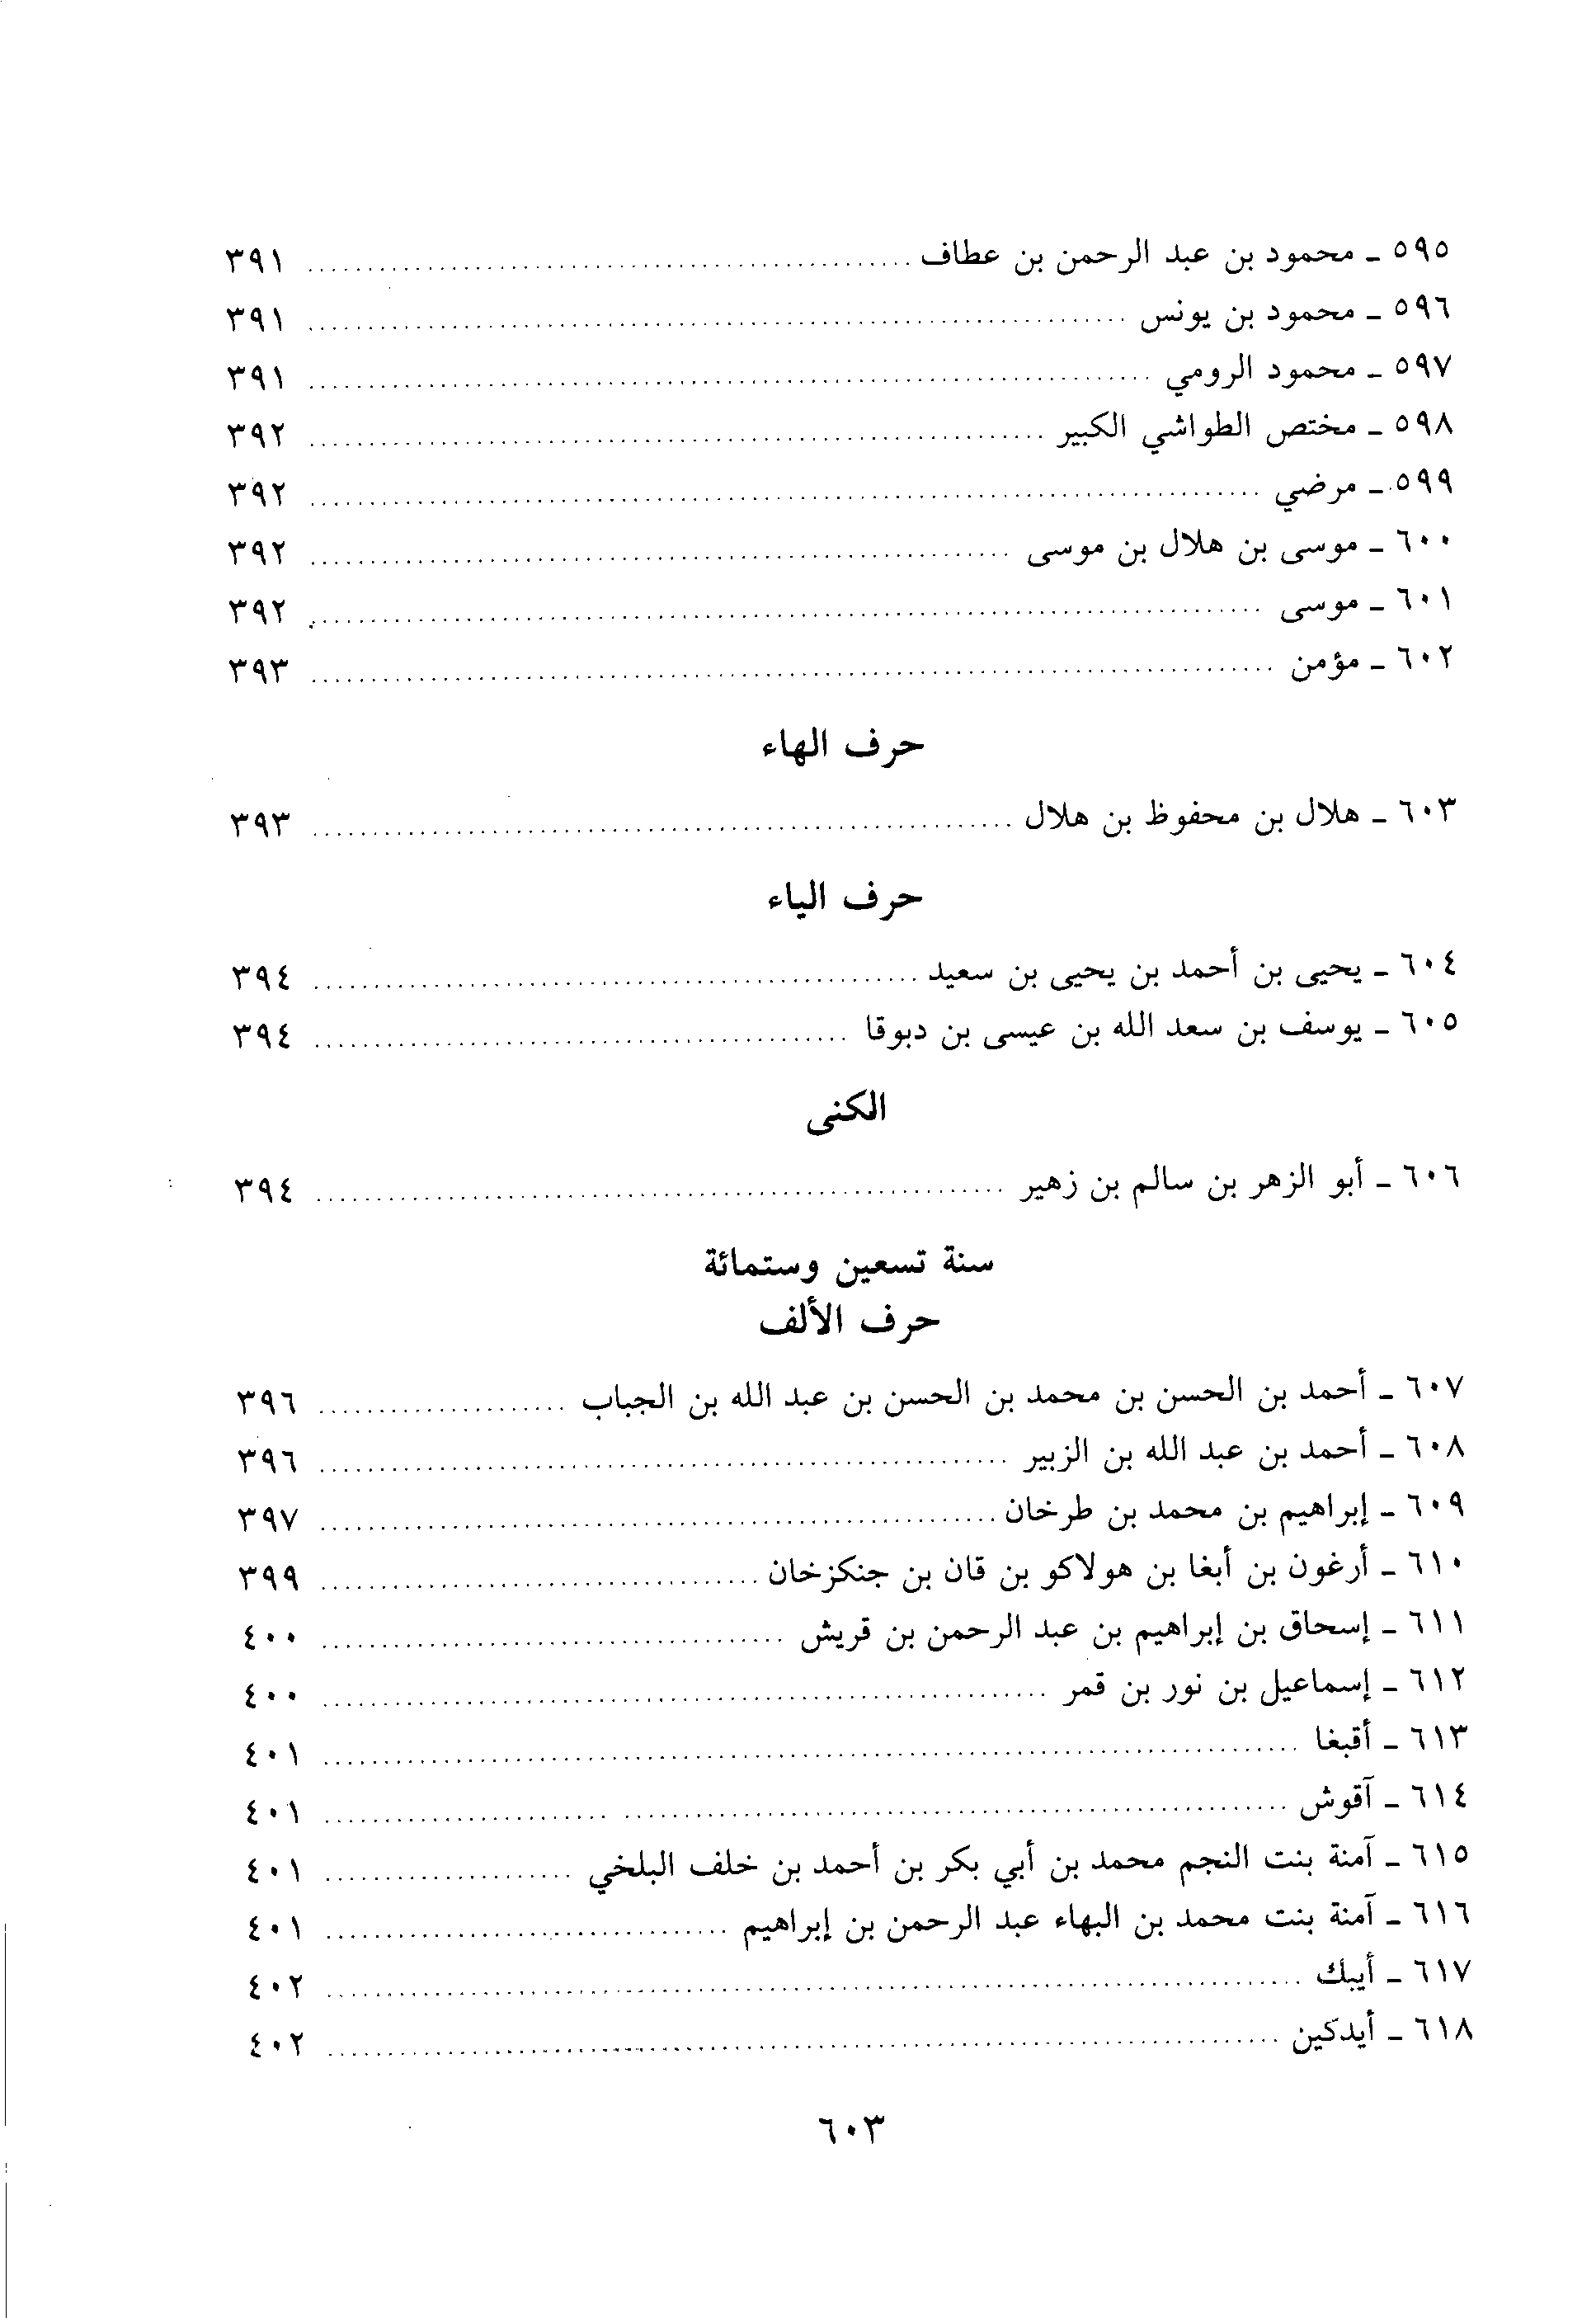 ٥٩٥ ـ محمود بن عبد الرحمن بن عطاف ........ ٣٩١
٥٩٦ ـ محمود بن يونس ........ ٣٩١
٥٩٧ ـ محمود الرومي ........ ٣٩١
٥٩٨ ـ مختص الطواشي الكبير ........ ٣٩٢
٥٩٩ ـ مرضي ........ ٣٩٢
٦٠٠ ـ موسى بن هلال بن موسى ........ ٣٩٢
٦٠١ ـ موسى ........ ٣٩٢
٦٠٢ ـ مؤمن ........ ٣٩٣
حرف الهاء
٦٠٣ ـ هلال بن محفوظ بن هلال ........ ٣٩٣
حرف الياء
٦٠٤ ـ يحيى بن أحمد بن يحيى بن سعيد ........ ٣٩٤
٦٠٥ ـ يوسف بن سعد الله بن عيسى بن دبوقا ........ ٣٩٤
الكنى
٦٠٦ ـ أبو الزهر بن سالم بن زهير ........ ٣٩٤
سنة تسعين وستمائة
حرف الألف
٦٠٧ ـ أحمد بن الحسن بن محمد بن الحسن بن عبد الله بن الجباب ........ ٣٩٦
٦٠٨ ـ أحمد بن عبد الله بن الزبير ........ ٣٩٦
٦٠٩ ـ إبراهيم بن محمد بن طرخان ........ ٣٩٧
٦١٠ ـ أرغون بن أبغا بن هولاكو بن قان بن جنكزخان ........ ٣٩٩
٦١١ ـ إسحاق بن إبراهيم بن عبد الرحمن بن قريش ........ ٤٠٠
٦١٢ ـ إسماعيل بن نور بن قمر ........ ٤٠٠
٦١٣ ـ أقبغا ........ ٤٠١
٦١٤ ـ آقوش ........ ٤٠١
٦١٥ ـ آمنة بنت النجم محمد بن أبي بكر بن أحمد بن خلف البلخي ........ ٤٠١
٦١٦ ـ آمنة بنت محمد بن البهاء عبد الرحمن بن إبراهيم ........ ٤٠١
٦١٧ ـ أيبك ........ ٤٠٢
٦١٨ ـ أيدكين ........ ٤٠٢
٦٠٣